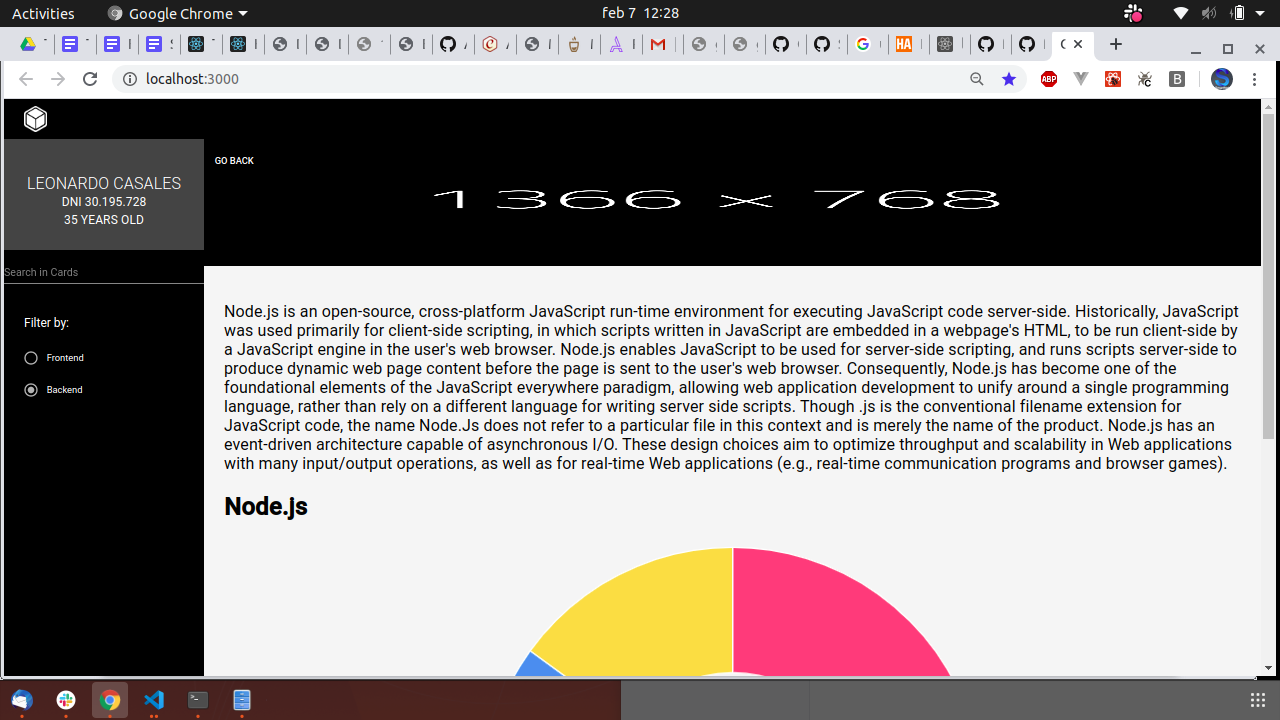 Activities
Google Chrome
feb 7 12:28
localhost:3000
ABP
C
B
GO BACK
1366 × 768
LEONARDO CASALES
DNI 30.195.728
35 YEARS OLD
Search in Cards
Filter by:
Frontend
Backend
Node.js is an open-source, cross-platform JavaScript run-time environment for executing JavaScript code server-side. Historically, JavaScript
was used primarily for client-side scripting, in which scripts written in JavaScript are embedded in a webpage's HTML, to be run client-side by
a JavaScript engine in the user's web browser. Node.js enables JavaScript to be used for server-side scripting, and runs scripts server-side to
produce dynamic web page content before the page is sent to the user's web browser. Consequently, Node.js has become one of the
foundational elements of the JavaScript everywhere paradigm, allowing web application development to unify around a single programming
language, rather than rely on a different language for writing server side scripts. Though .js is the conventional filename extension for
JavaScript code, the name Node.Js does not refer to a particular file in this context and is merely the name of the product. Node.js has an
event-driven architecture capable of asynchronous I/O. These design choices aim to optimize throughput and scalability in Web applications
with many input/output operations, as well as for real-time Web applications (e.g., real-time communication programs and browser games).
Node.js